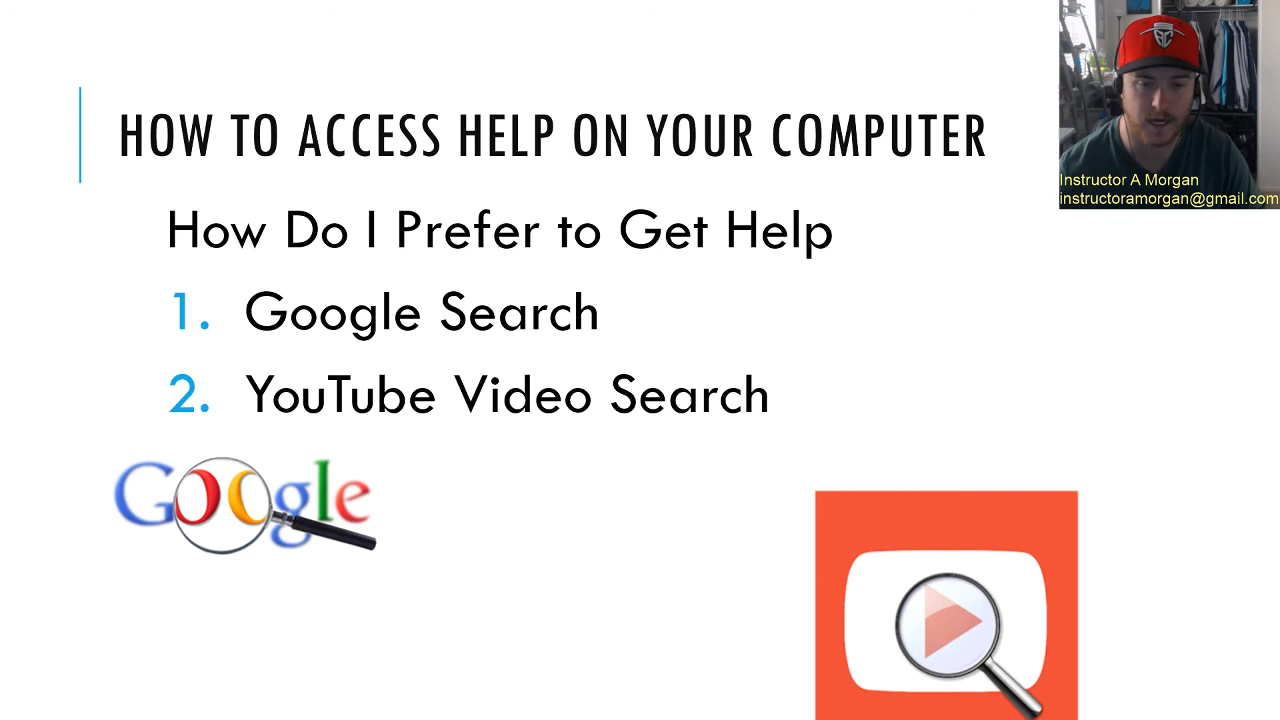 HOW TO ACCESS HELP ON YOUR COMPUTER
How Do I Prefer to Get Help
1. Google Search
2. YouTube Video Search
Google
Instructor A Morgan
instructoramorgan@gmail.com